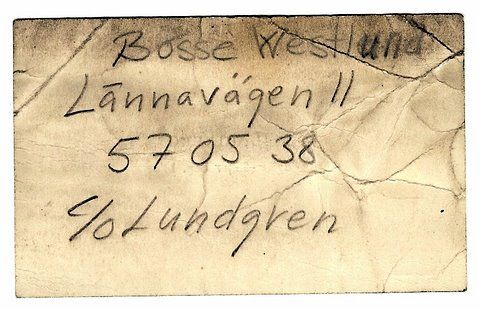 Bosse Westlund
Lännavägen 11
57 05 38
c/o Lundgren